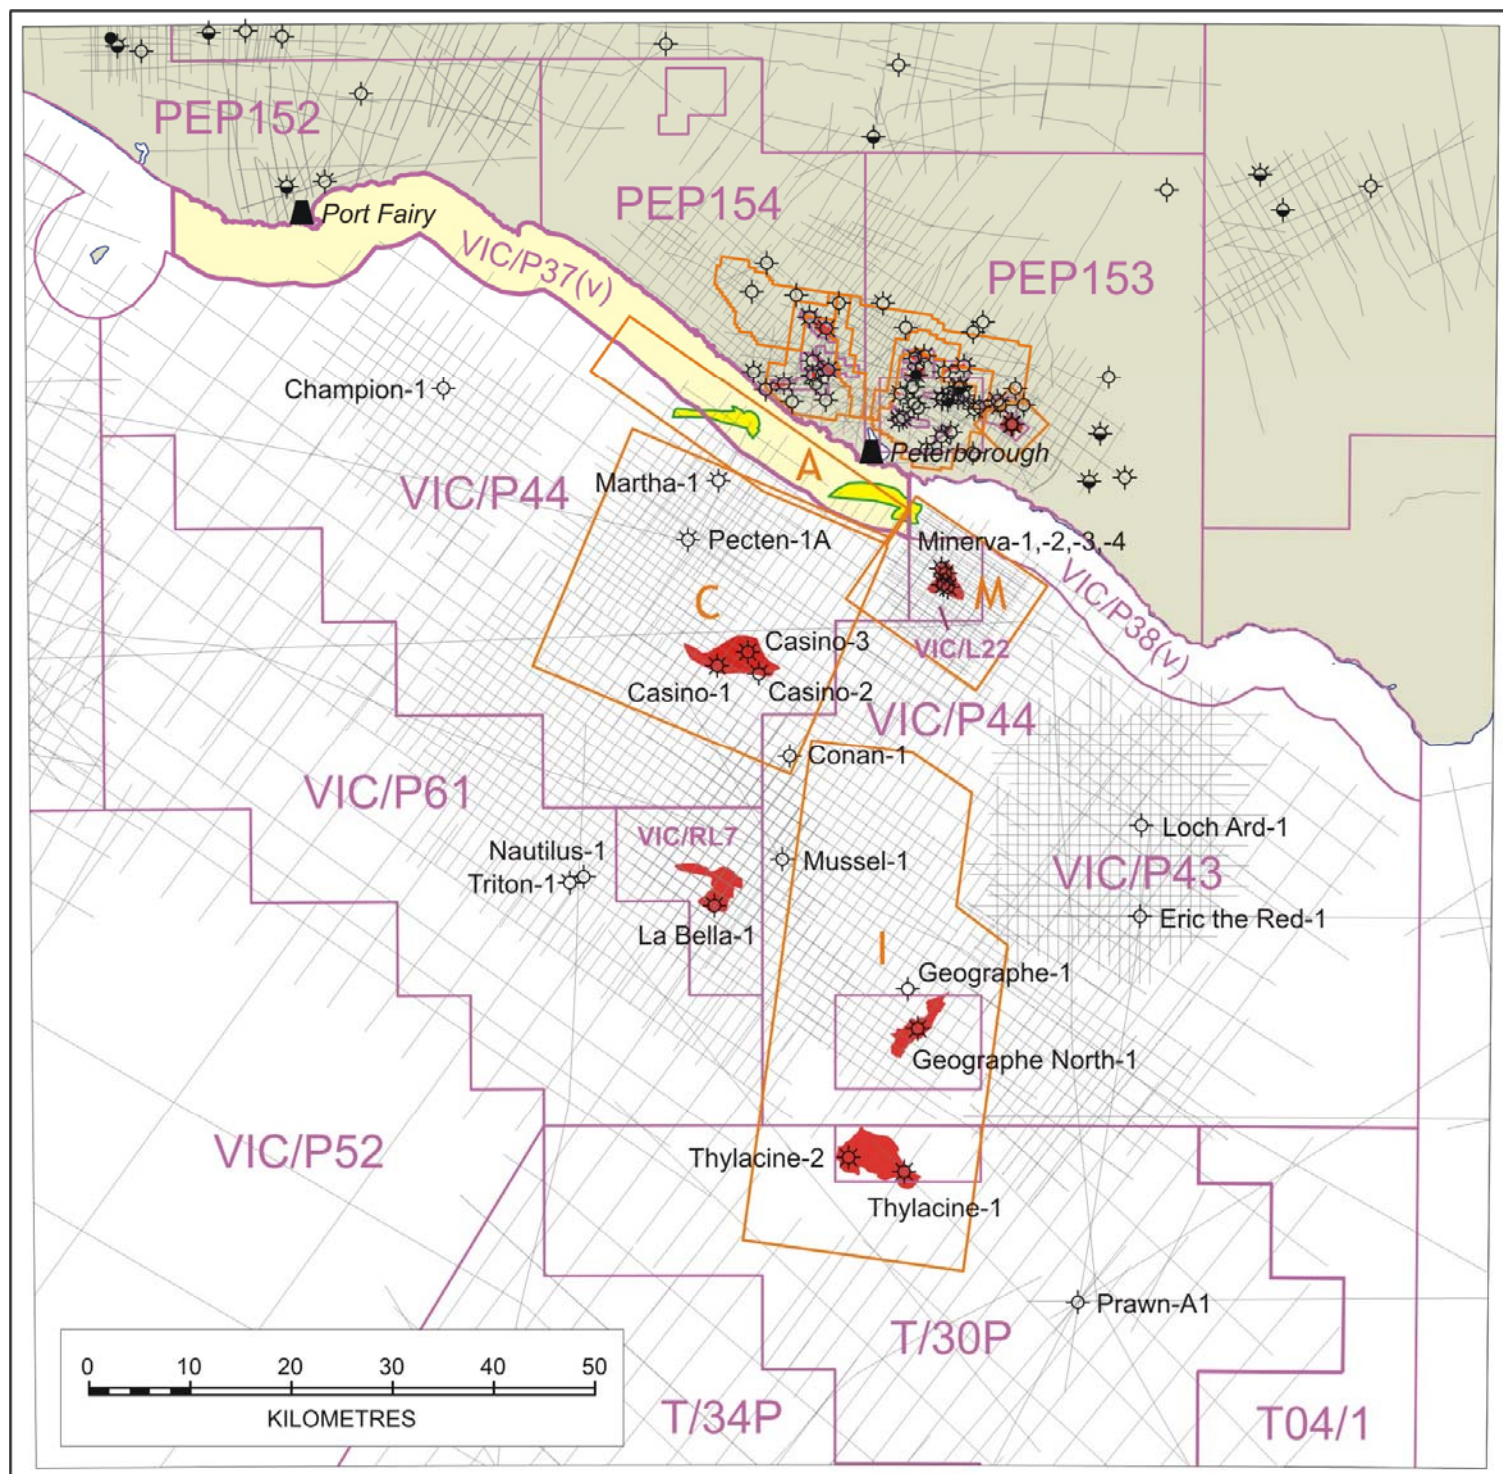 PEP152
PEP154
Port Fairy
VIC/P37(v)
PEP153
Champion-1
Peterborough
A
Martha-1
VIC/P44
Pecten-1A
Minerva-1,-2,-3,-4
C
M
VIC/P38(v)
Casino-3
VIC/L22
Casino-1
Casino-2
VIC/P44
Conan-1
VIC/P61
Loch Ard-1
VIC/RL7
Nautilus-1
Mussel-1
VIC/P43
Triton-1
Eric the Red-1
La Bella-1
I
Geographe-1
Geographe North-1
VIC/P52
Thylacine-2
Thylacine-1
Prawn-A1
T/30P
0 10 20 30 40 50
KILOMETRES
T/34P
T04/1